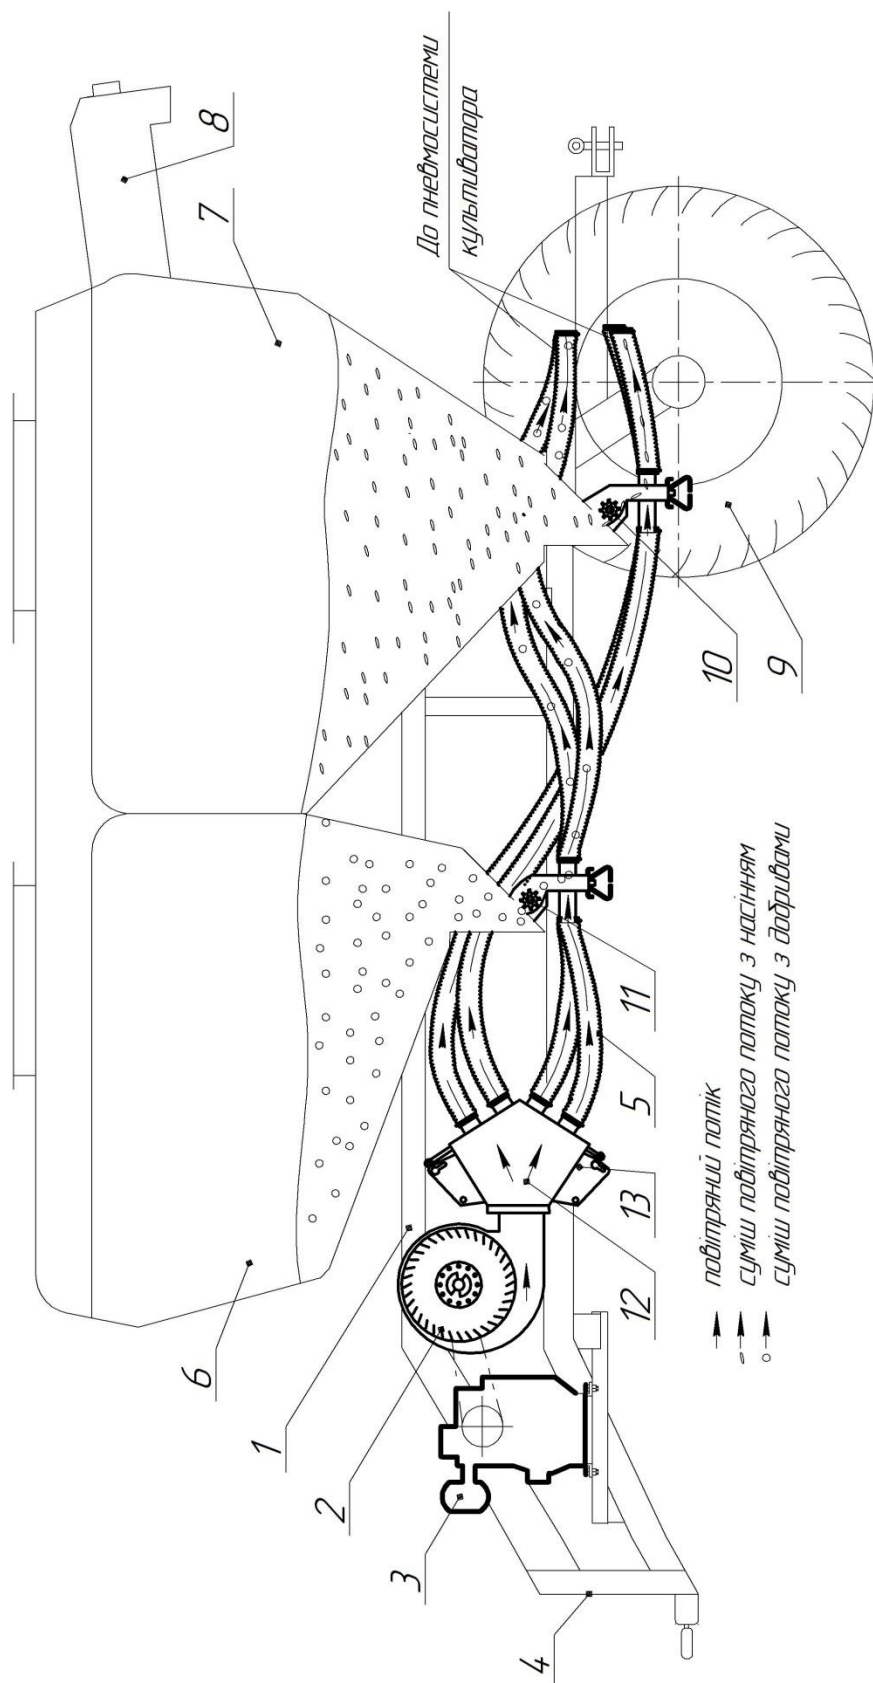 До пневмосистеми
культиватора
8
7
6
1
2
3
4
5
9
10
11
12
13
повітряний потік
суміш повітряного потоку з насінням
суміш повітряного потоку з добривами